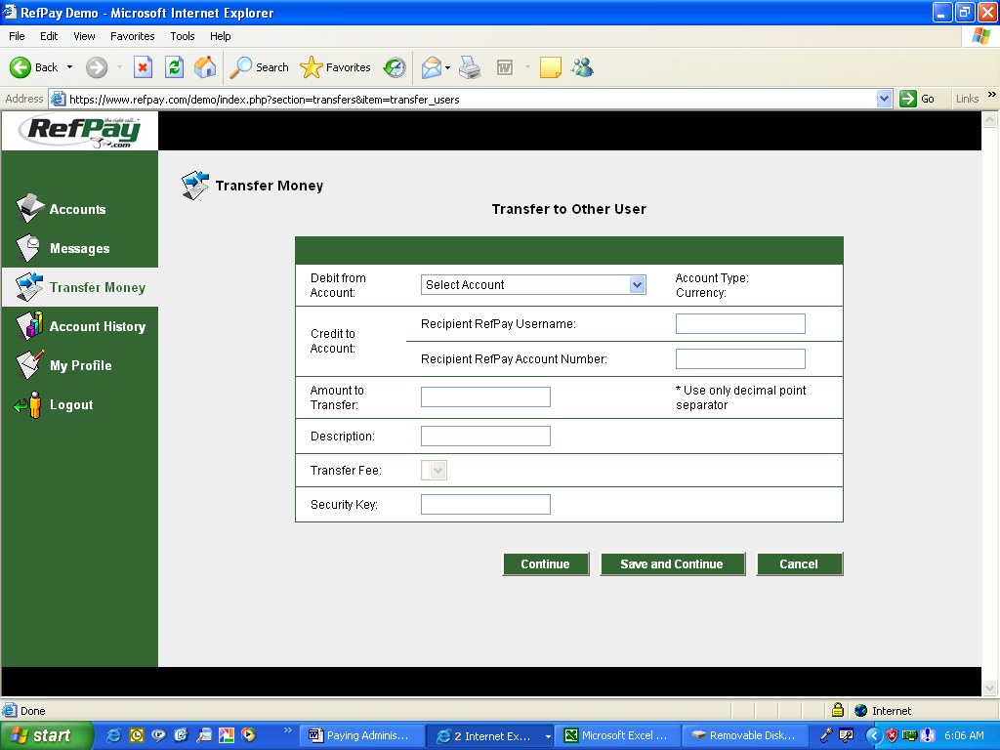 RefPay Demo - Microsoft Internet Explorer
File Edit View Favorites Tools Help
Back Search Favorites
Address https://www.refpay.com/demo/index.php?section=transfers&item=transfer_users Go Links »
the right call...
RefPay
.com
Transfer Money
Transfer to Other User
Accounts
Messages
Transfer Money
Account History
My Profile
Logout
Debit from
Account:
Select Account
Account Type:
Currency:
Credit to
Account:
Recipient RefPay Username:
Recipient RefPay Account Number:
Amount to
Transfer:
* Use only decimal point
separator
Description:
Transfer Fee:
Security Key:
Continue Save and Continue Cancel
Done Internet
start » Paying Adminis... 2 Internet Ex... Microsoft Excel ... Removable Disk... 6:06 AM